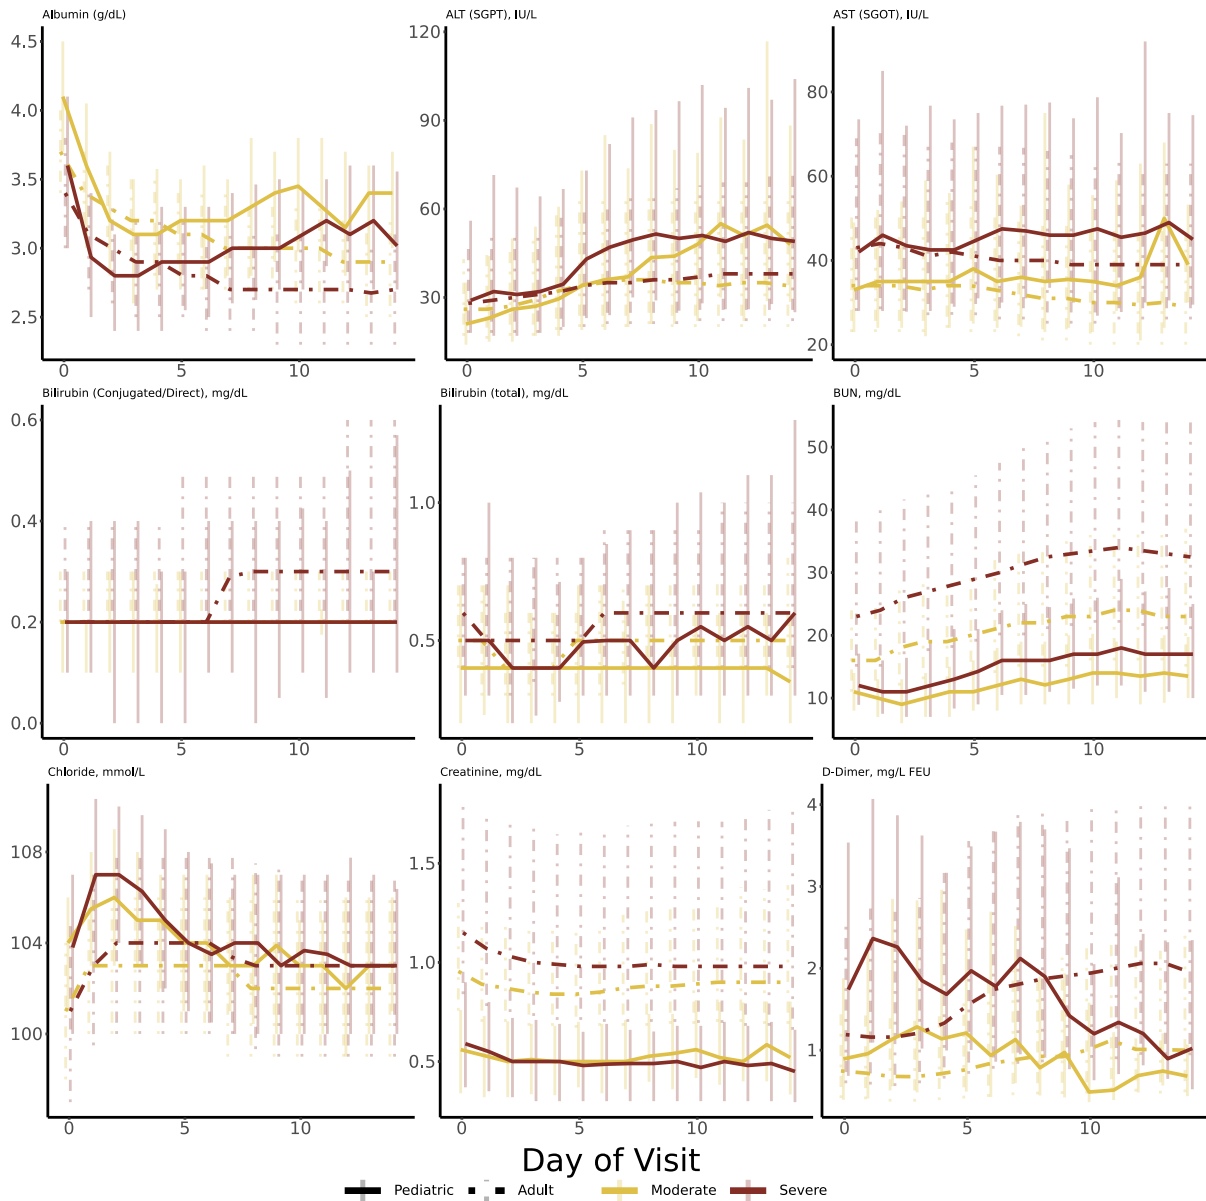 Albumin (g/dL)
ALT (SGPT), IU/L
AST (SGOT), IU/L
4.5
4.0
3.5
3.0
2.5
0 5 10
120
90
60
30
0 5 10
80
60
40
20
0 5 10
Bilirubin (Conjugated/Direct), mg/dL
Bilirubin (total), mg/dL
BUN, mg/dL
0.6
0.4
0.2
0.0
0 5 10
1.0
0.5
0 5 10
50
40
30
20
10
0 5 10
Chloride, mmol/L
Creatinine, mg/dL
D-Dimer, mg/L FEU
108
104
100
0 5 10
1.5
1.0
0.5
0 5 10
4
3
2
1
0 5 10
Day of Visit
Pediatric Adult Moderate Severe